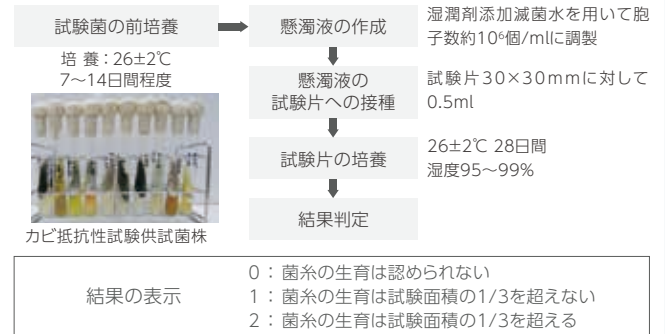 試験菌の前培養
培 養：26±2℃
7〜14日間程度
カビ抵抗性試験供試菌株
懸濁液の作成
湿潤剤添加滅菌水を用いて胞
子数約10⁶個/mlに調製
懸濁液の
試験片への接種
試験片30×30mmに対して
0.5ml
試験片の培養
26±2℃ 28日間
湿度95〜99%
結果判定
結果の表示
0：菌糸の生育は認められない
1：菌糸の生育は試験面積の1/3を超えない
2：菌糸の生育は試験面積の1/3を超える